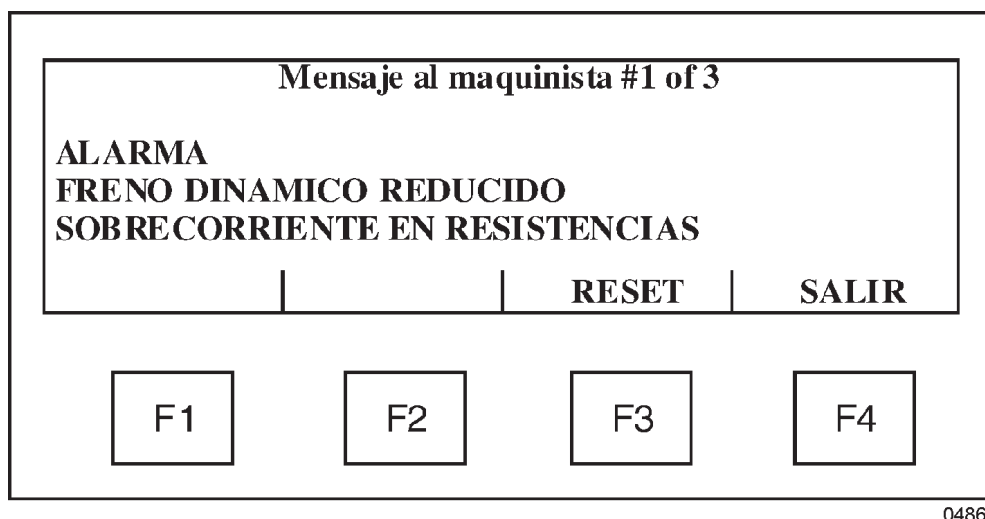 Mensaje al maquinista #1 of 3
ALARMA
FRENO DINAMICO REDUCIDO
SOBRECORRIENTE EN RESISTENCIAS
RESET SALIR
F1 F2 F3 F4
0486